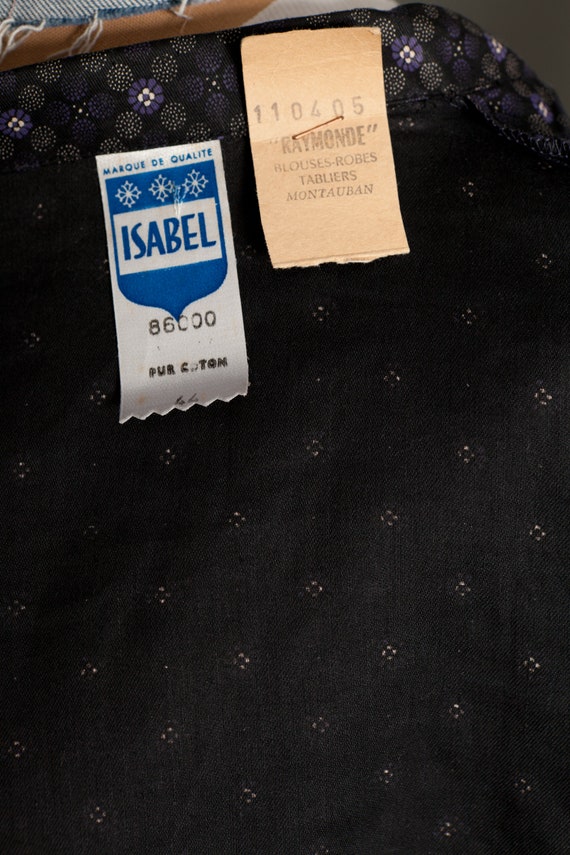 MARQUE DE QUALITE
ISABEL
86000
PUR COTON
44
110405
"RAYMONDE"
BLOUSES-ROBES
TABLIERS
MONTAUBAN